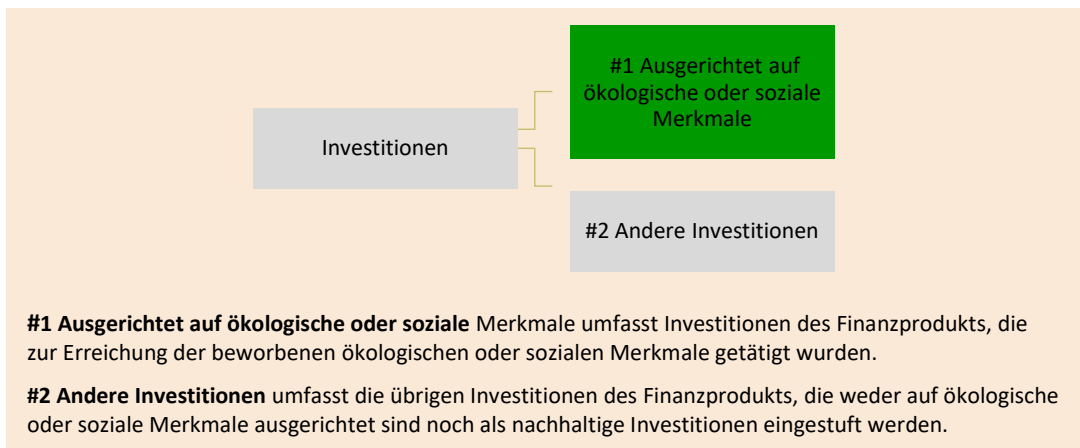 #1 Ausgerichtet auf
ökologische oder soziale
Merkmale
Investitionen
#2 Andere Investitionen
#1 Ausgerichtet auf ökologische oder soziale Merkmale umfasst Investitionen des Finanzprodukts, die
zur Erreichung der beworbenen ökologischen oder sozialen Merkmale getätigt wurden.
#2 Andere Investitionen umfasst die übrigen Investitionen des Finanzprodukts, die weder auf ökologische
oder soziale Merkmale ausgerichtet sind noch als nachhaltige Investitionen eingestuft werden.